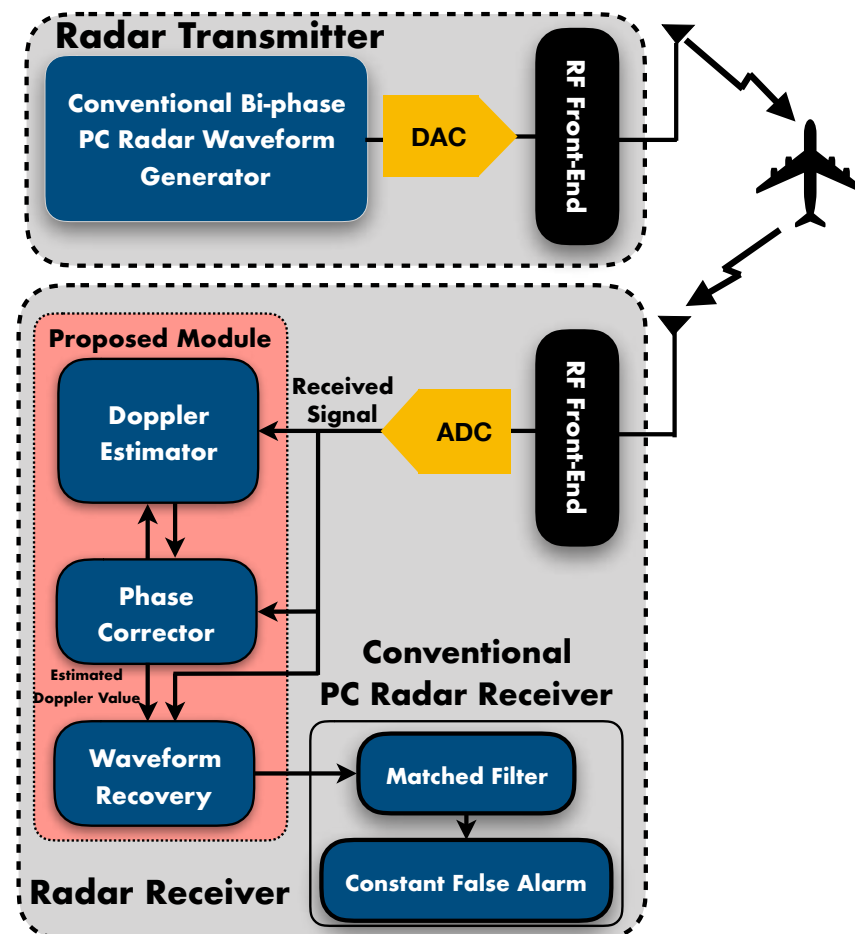 Radar Transmitter
Conventional Bi-phase
PC Radar Waveform
Generator
DAC
RF Front-End
Proposed Module
Doppler
Estimator
Received
Signal
ADC
RF Front-End
Phase
Corrector
Estimated
Doppler Value
Waveform
Recovery
Conventional
PC Radar Receiver
Matched Filter
Constant False Alarm
Radar Receiver